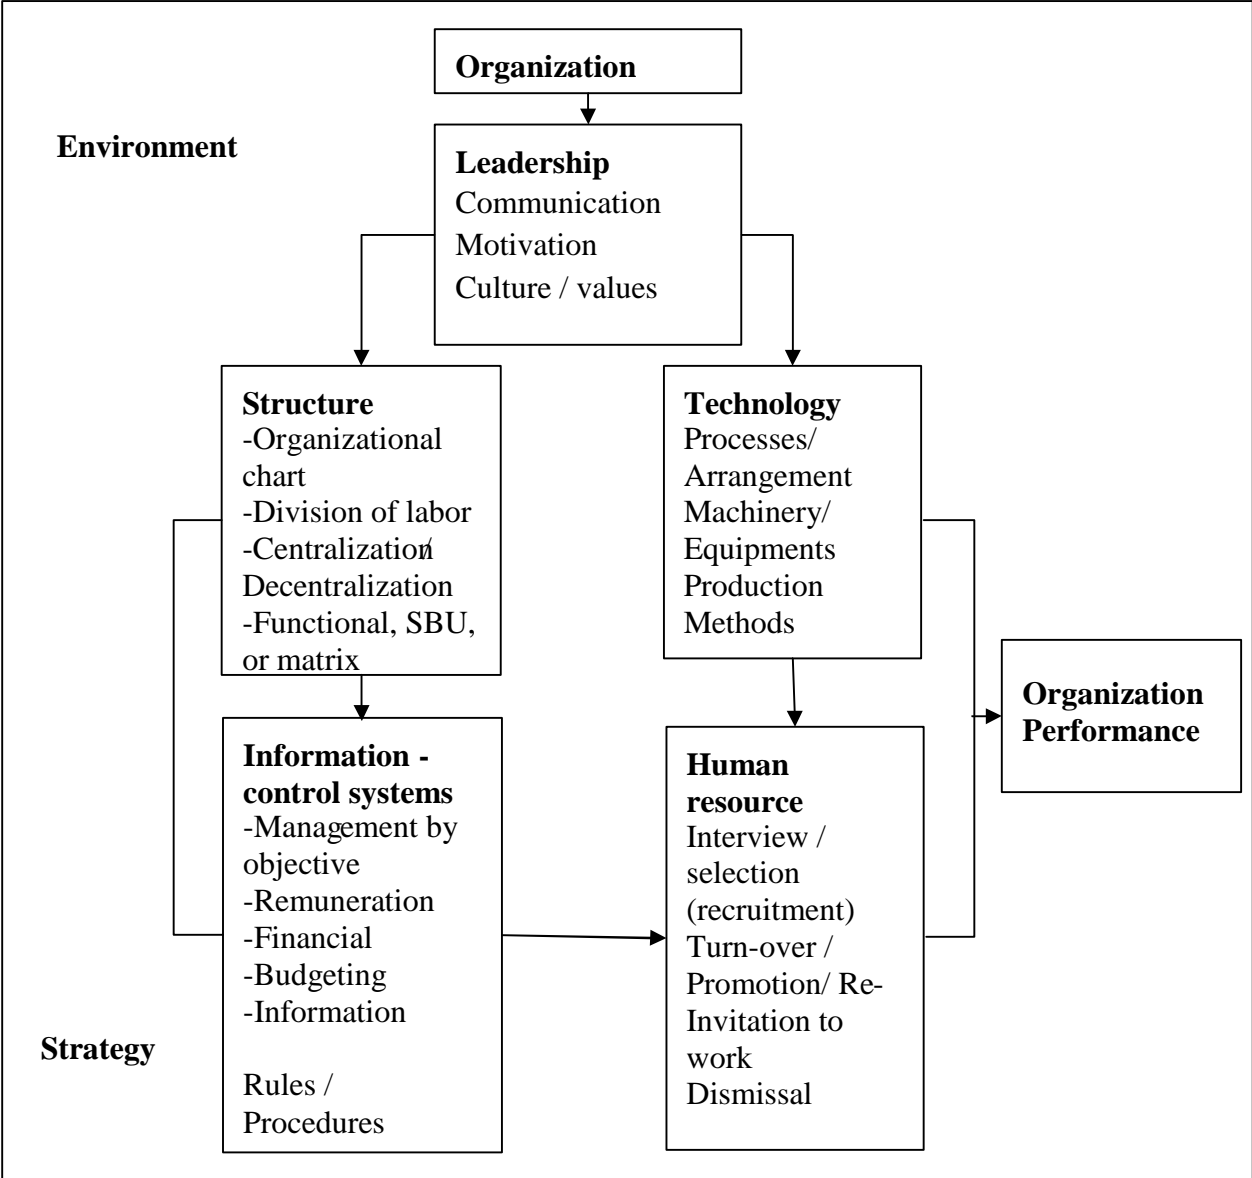 Organization
Environment
Leadership
Communication
Motivation
Culture / values
Structure
-Organizational
chart
-Division of labor
-Centralization/
Decentralization
-Functional, SBU,
or matrix
Technology
Processes/
Arrangement
Machinery/
Equipments
Production
Methods
Organization
Performance
Information -
control systems
-Management by
objective
-Remuneration
-Financial
-Budgeting
-Information
Rules /
Procedures
Human
resource
Interview /
selection
(recruitment)
Turn-over /
Promotion/ Re-
Invitation to
work
Dismissal
Strategy